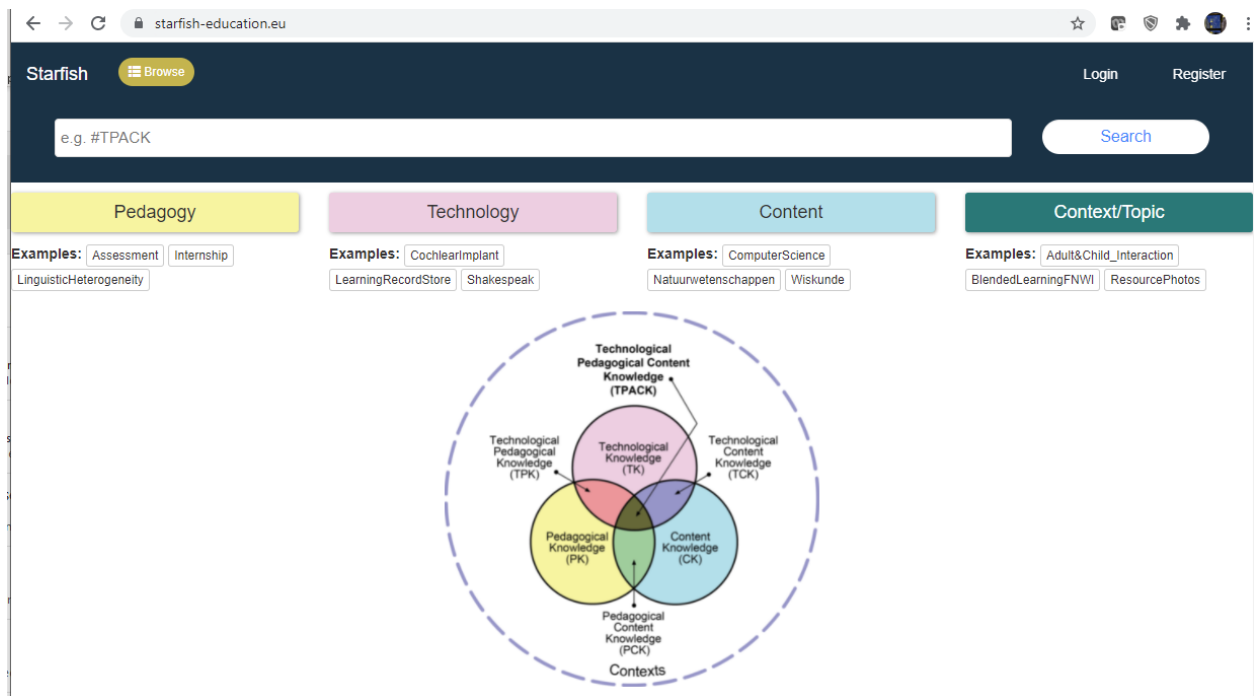 starfish-education.eu
Starfish
Browse
Login
Register
e.g. #TPACK
Search
Pedagogy
Technology
Content
Context/Topic
Examples: Assessment Internship
LinguisticHeterogeneity
Examples: CochlearImplant
LearningRecordStore Shakespeak
Examples: ComputerScience
Natuurwetenschappen Wiskunde
Examples: Adult&Child_Interaction
BlendedLearningFNWI ResourcePhotos
Technological
Pedagogical Content
Knowledge
(TPACK)
Technological
Pedagogical
Knowledge
(TPK)
Technological
Knowledge
(TK)
Technological
Content
Knowledge
(TCK)
Pedagogical
Knowledge
(PK)
Content
Knowledge
(CK)
Pedagogical
Content
Knowledge
(PCK)
Contexts